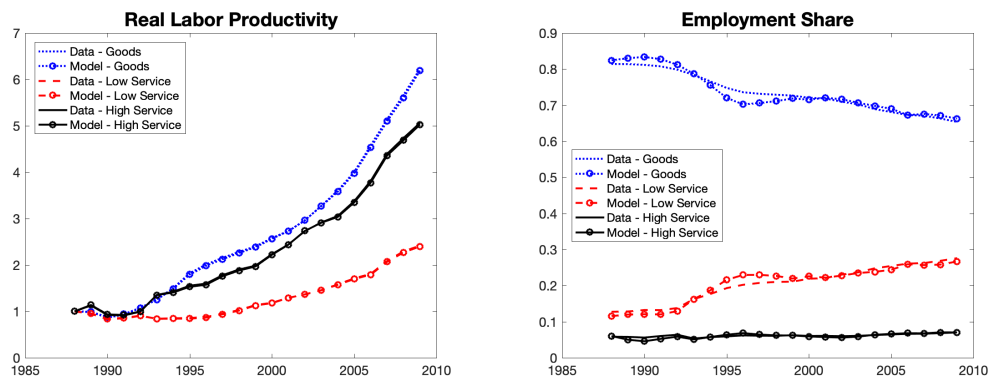 Real Labor Productivity
7
6
5
4
3
2
1
0
1985
1990
1995
2000
2005
2010
Data - Goods
Model - Goods
Data - Low Service
Model - Low Service
Data - High Service
Model - High Service
Employment Share
0.9
0.8
0.7
0.6
0.5
0.4
0.3
0.2
0.1
0
1985
1990
1995
2000
2005
2010
Data - Goods
Model - Goods
Data - Low Service
Model - Low Service
Data - High Service
Model - High Service